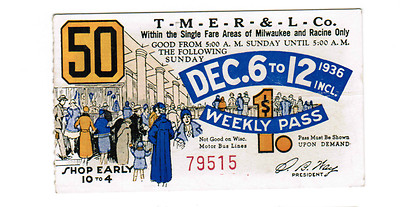 50
T-M-E-R-&-L-Co.
Within the Single Fare Areas of Milwaukee and Racine Only
GOOD FROM 5:00 A.M. SUNDAY UNTIL 5:00 A.M.
THE FOLLOWING
SUNDAY
DEC. 6 TO 12 1936
INCL.
$1.
WEEKLY PASS
Not Good on Wisc.
Motor Bus Lines
Pass Must Be Shown
UPON DEMAND
79515
SHOP EARLY
10 TO 4
PRESIDENT